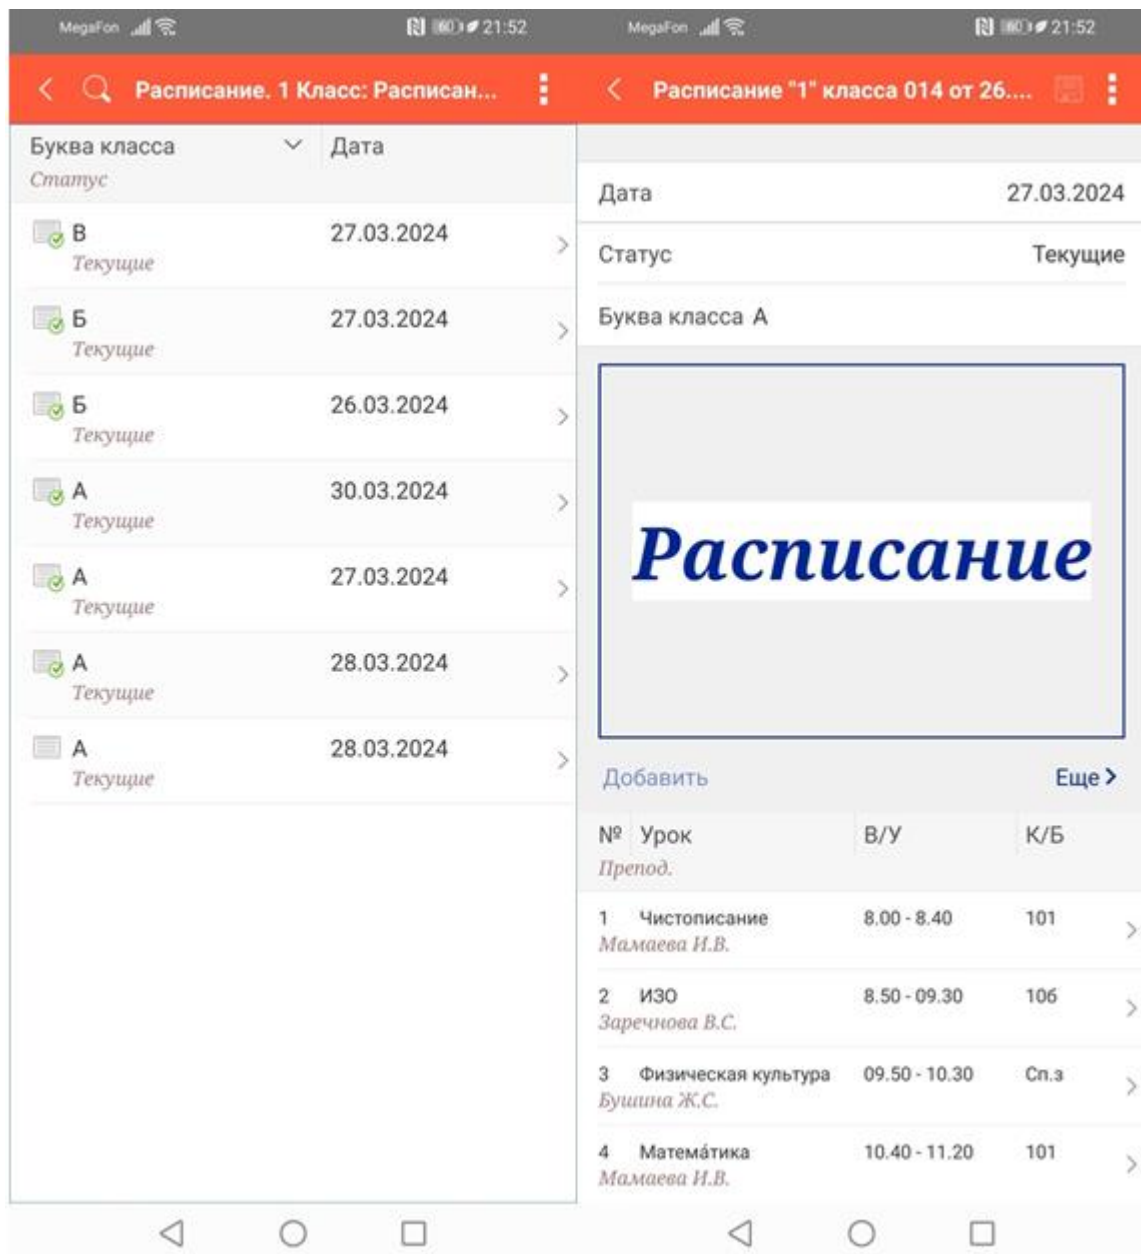 MegaFon 60 21:52
Расписание. 1 Класс: Расписан...
Буква класса Дата
Статус
В 27.03.2024
Текущие
Б 27.03.2024
Текущие
Б 26.03.2024
Текущие
А 30.03.2024
Текущие
А 27.03.2024
Текущие
А 28.03.2024
Текущие
А 28.03.2024
Текущие
MegaFon 60 21:52
Расписание "1" класса 014 от 26....
Дата 27.03.2024
Статус Текущие
Буква класса А
Расписание
Добавить Еще
№ Урок В/У К/Б
Препод.
1 Чистописание 8.00 - 8.40 101
Мамаева И.В.
2 ИЗО 8.50 - 09.30 106
Заречнова В.С.
3 Физическая культура 09.50 - 10.30 Сп.з
Бушина Ж.С.
4 Матема́тика 10.40 - 11.20 101
Мамаева И.В.